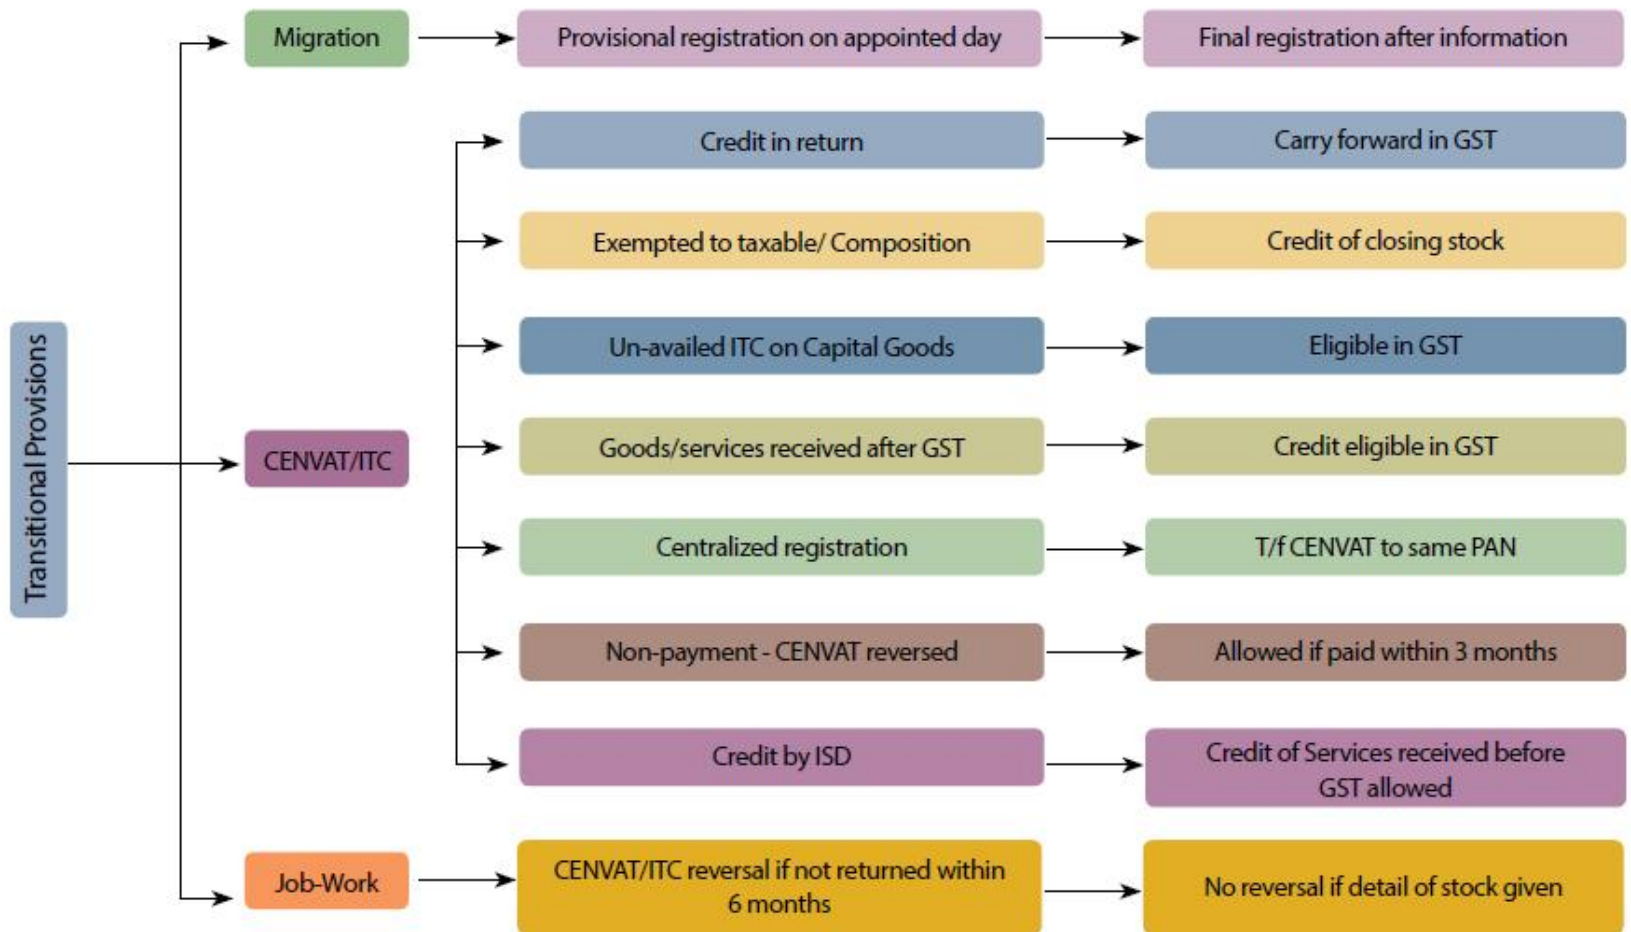 Transitional Provisions
Migration
Provisional registration on appointed day
Final registration after information
CENVAT/ITC
Credit in return
Carry forward in GST
Exempted to taxable/ Composition
Credit of closing stock
Un-availed ITC on Capital Goods
Eligible in GST
Goods/services received after GST
Credit eligible in GST
Centralized registration
T/f CENVAT to same PAN
Non-payment - CENVAT reversed
Allowed if paid within 3 months
Credit by ISD
Credit of Services received before
GST allowed
Job-Work
CENVAT/ITC reversal if not returned within
6 months
No reversal if detail of stock given